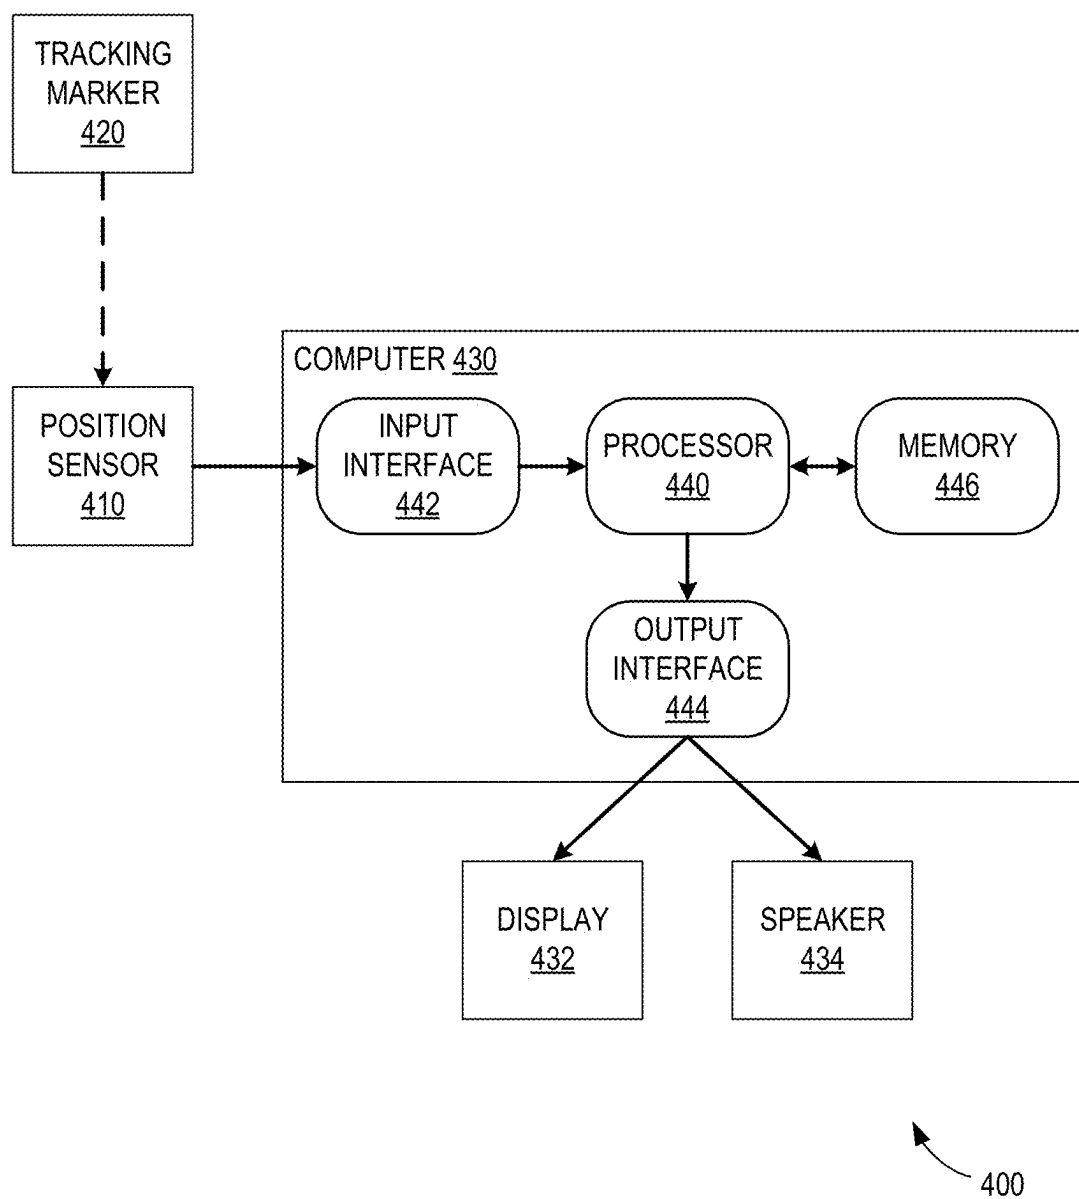 TRACKING
MARKER
420
COMPUTER 430
POSITION
SENSOR
410
INPUT
INTERFACE
442
PROCESSOR
440
MEMORY
446
OUTPUT
INTERFACE
444
DISPLAY
432
SPEAKER
434
400